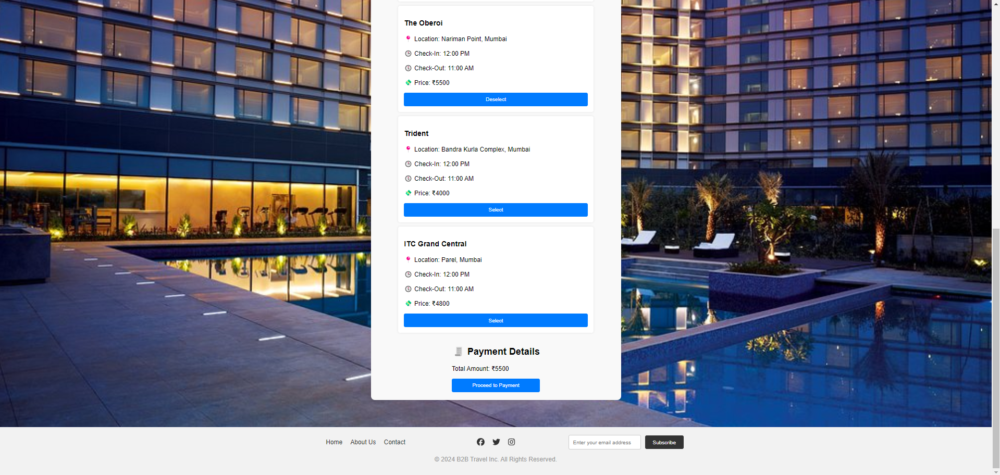 The Oberoi
Location: Nariman Point, Mumbai
Check-In: 12:00 PM
Check-Out: 11:00 AM
Price: ₹5500
Deselect
Trident
Location: Bandra Kurla Complex, Mumbai
Check-In: 12:00 PM
Check-Out: 11:00 AM
Price: ₹4000
Select
ITC Grand Central
Location: Parel, Mumbai
Check-In: 12:00 PM
Check-Out: 11:00 AM
Price: ₹4800
Select
Payment Details
Total Amount: ₹5500
Proceed to Payment
Home About Us Contact
Enter your email address Subscribe
© 2024 B2B Travel Inc. All Rights Reserved.